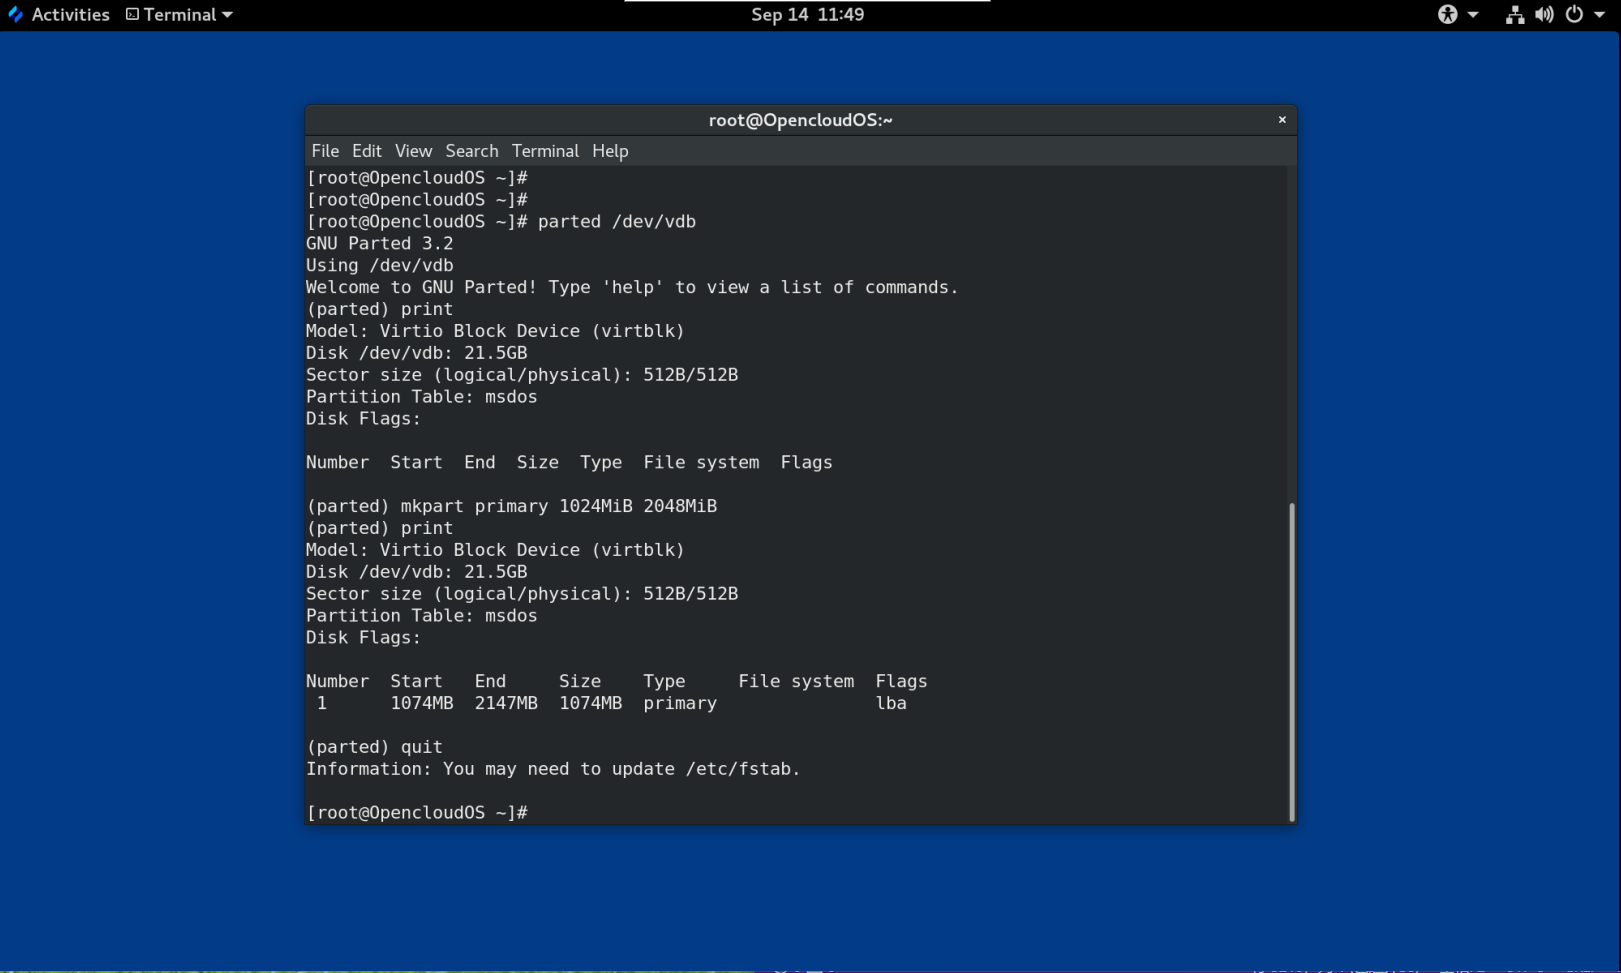 Activities Terminal Sep 14 11:49
root@OpencloudOS:~ ×
File Edit View Search Terminal Help
[root@OpencloudOS ~]#
[root@OpencloudOS ~]#
[root@OpencloudOS ~]# parted /dev/vdb
GNU Parted 3.2
Using /dev/vdb
Welcome to GNU Parted! Type 'help' to view a list of commands.
(parted) print
Model: Virtio Block Device (virtblk)
Disk /dev/vdb: 21.5GB
Sector size (logical/physical): 512B/512B
Partition Table: msdos
Disk Flags:
Number  Start  End  Size  Type  File system  Flags
(parted) mkpart primary 1024MiB 2048MiB
(parted) print
Model: Virtio Block Device (virtblk)
Disk /dev/vdb: 21.5GB
Sector size (logical/physical): 512B/512B
Partition Table: msdos
Disk Flags:
Number  Start   End     Size    Type     File system  Flags
 1      1074MB  2147MB  1074MB  primary               lba
(parted) quit
Information: You may need to update /etc/fstab.
[root@OpencloudOS ~]#